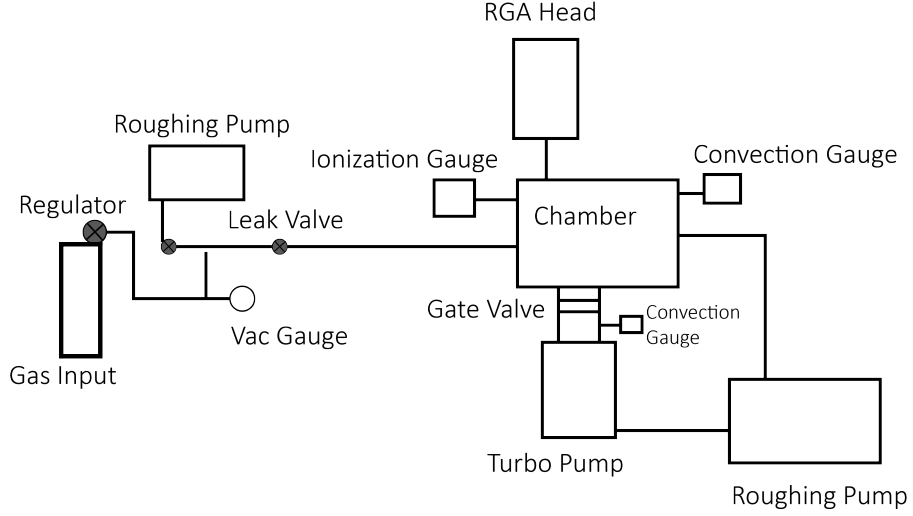 RGA Head
Roughing Pump
Ionization Gauge
Convection Gauge
Regulator
Leak Valve
Chamber
Gate Valve
Convection
Gauge
Vac Gauge
Gas Input
Turbo Pump
Roughing Pump